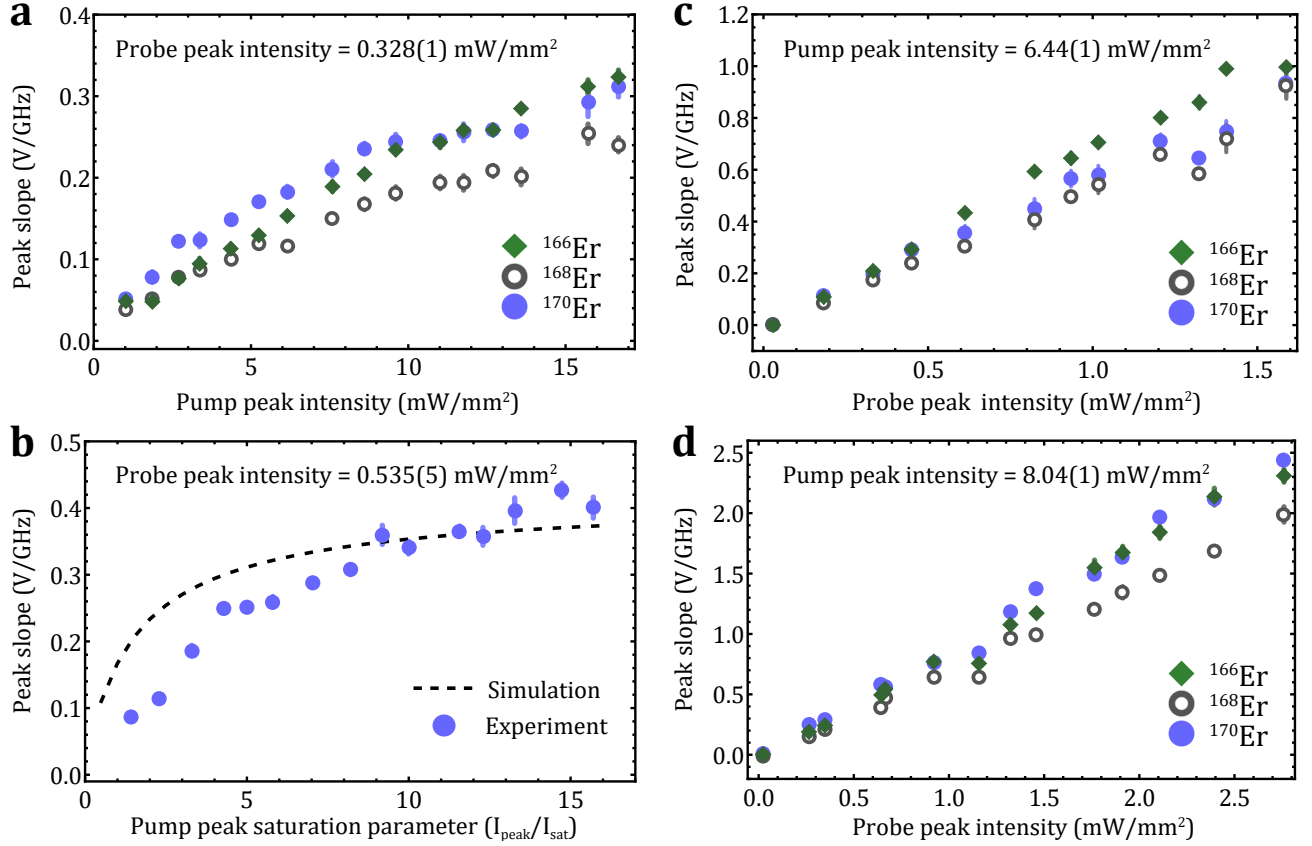 a
Probe peak intensity = 0.328(1) mW/mm²
Peak slope (V/GHz)
0.4
0.3
0.2
0.1
0.0
0 5 10 15
Pump peak intensity (mW/mm²)
¹⁶⁶Er
¹⁶⁸Er
¹⁷⁰Er
b
Probe peak intensity = 0.535(5) mW/mm²
Peak slope (V/GHz)
0.5
0.4
0.3
0.2
0.1
0.0
0 5 10 15
Pump peak saturation parameter (I_peak/I_sat)
Simulation
Experiment
c
Pump peak intensity = 6.44(1) mW/mm²
Peak slope (V/GHz)
1.2
1.0
0.8
0.6
0.4
0.2
0.0
0.0 0.5 1.0 1.5
Probe peak intensity (mW/mm²)
¹⁶⁶Er
¹⁶⁸Er
¹⁷⁰Er
d
Pump peak intensity = 8.04(1) mW/mm²
Peak slope (V/GHz)
2.5
2.0
1.5
1.0
0.5
0.0
0.0 0.5 1.0 1.5 2.0 2.5
Probe peak intensity (mW/mm²)
¹⁶⁶Er
¹⁶⁸Er
¹⁷⁰Er